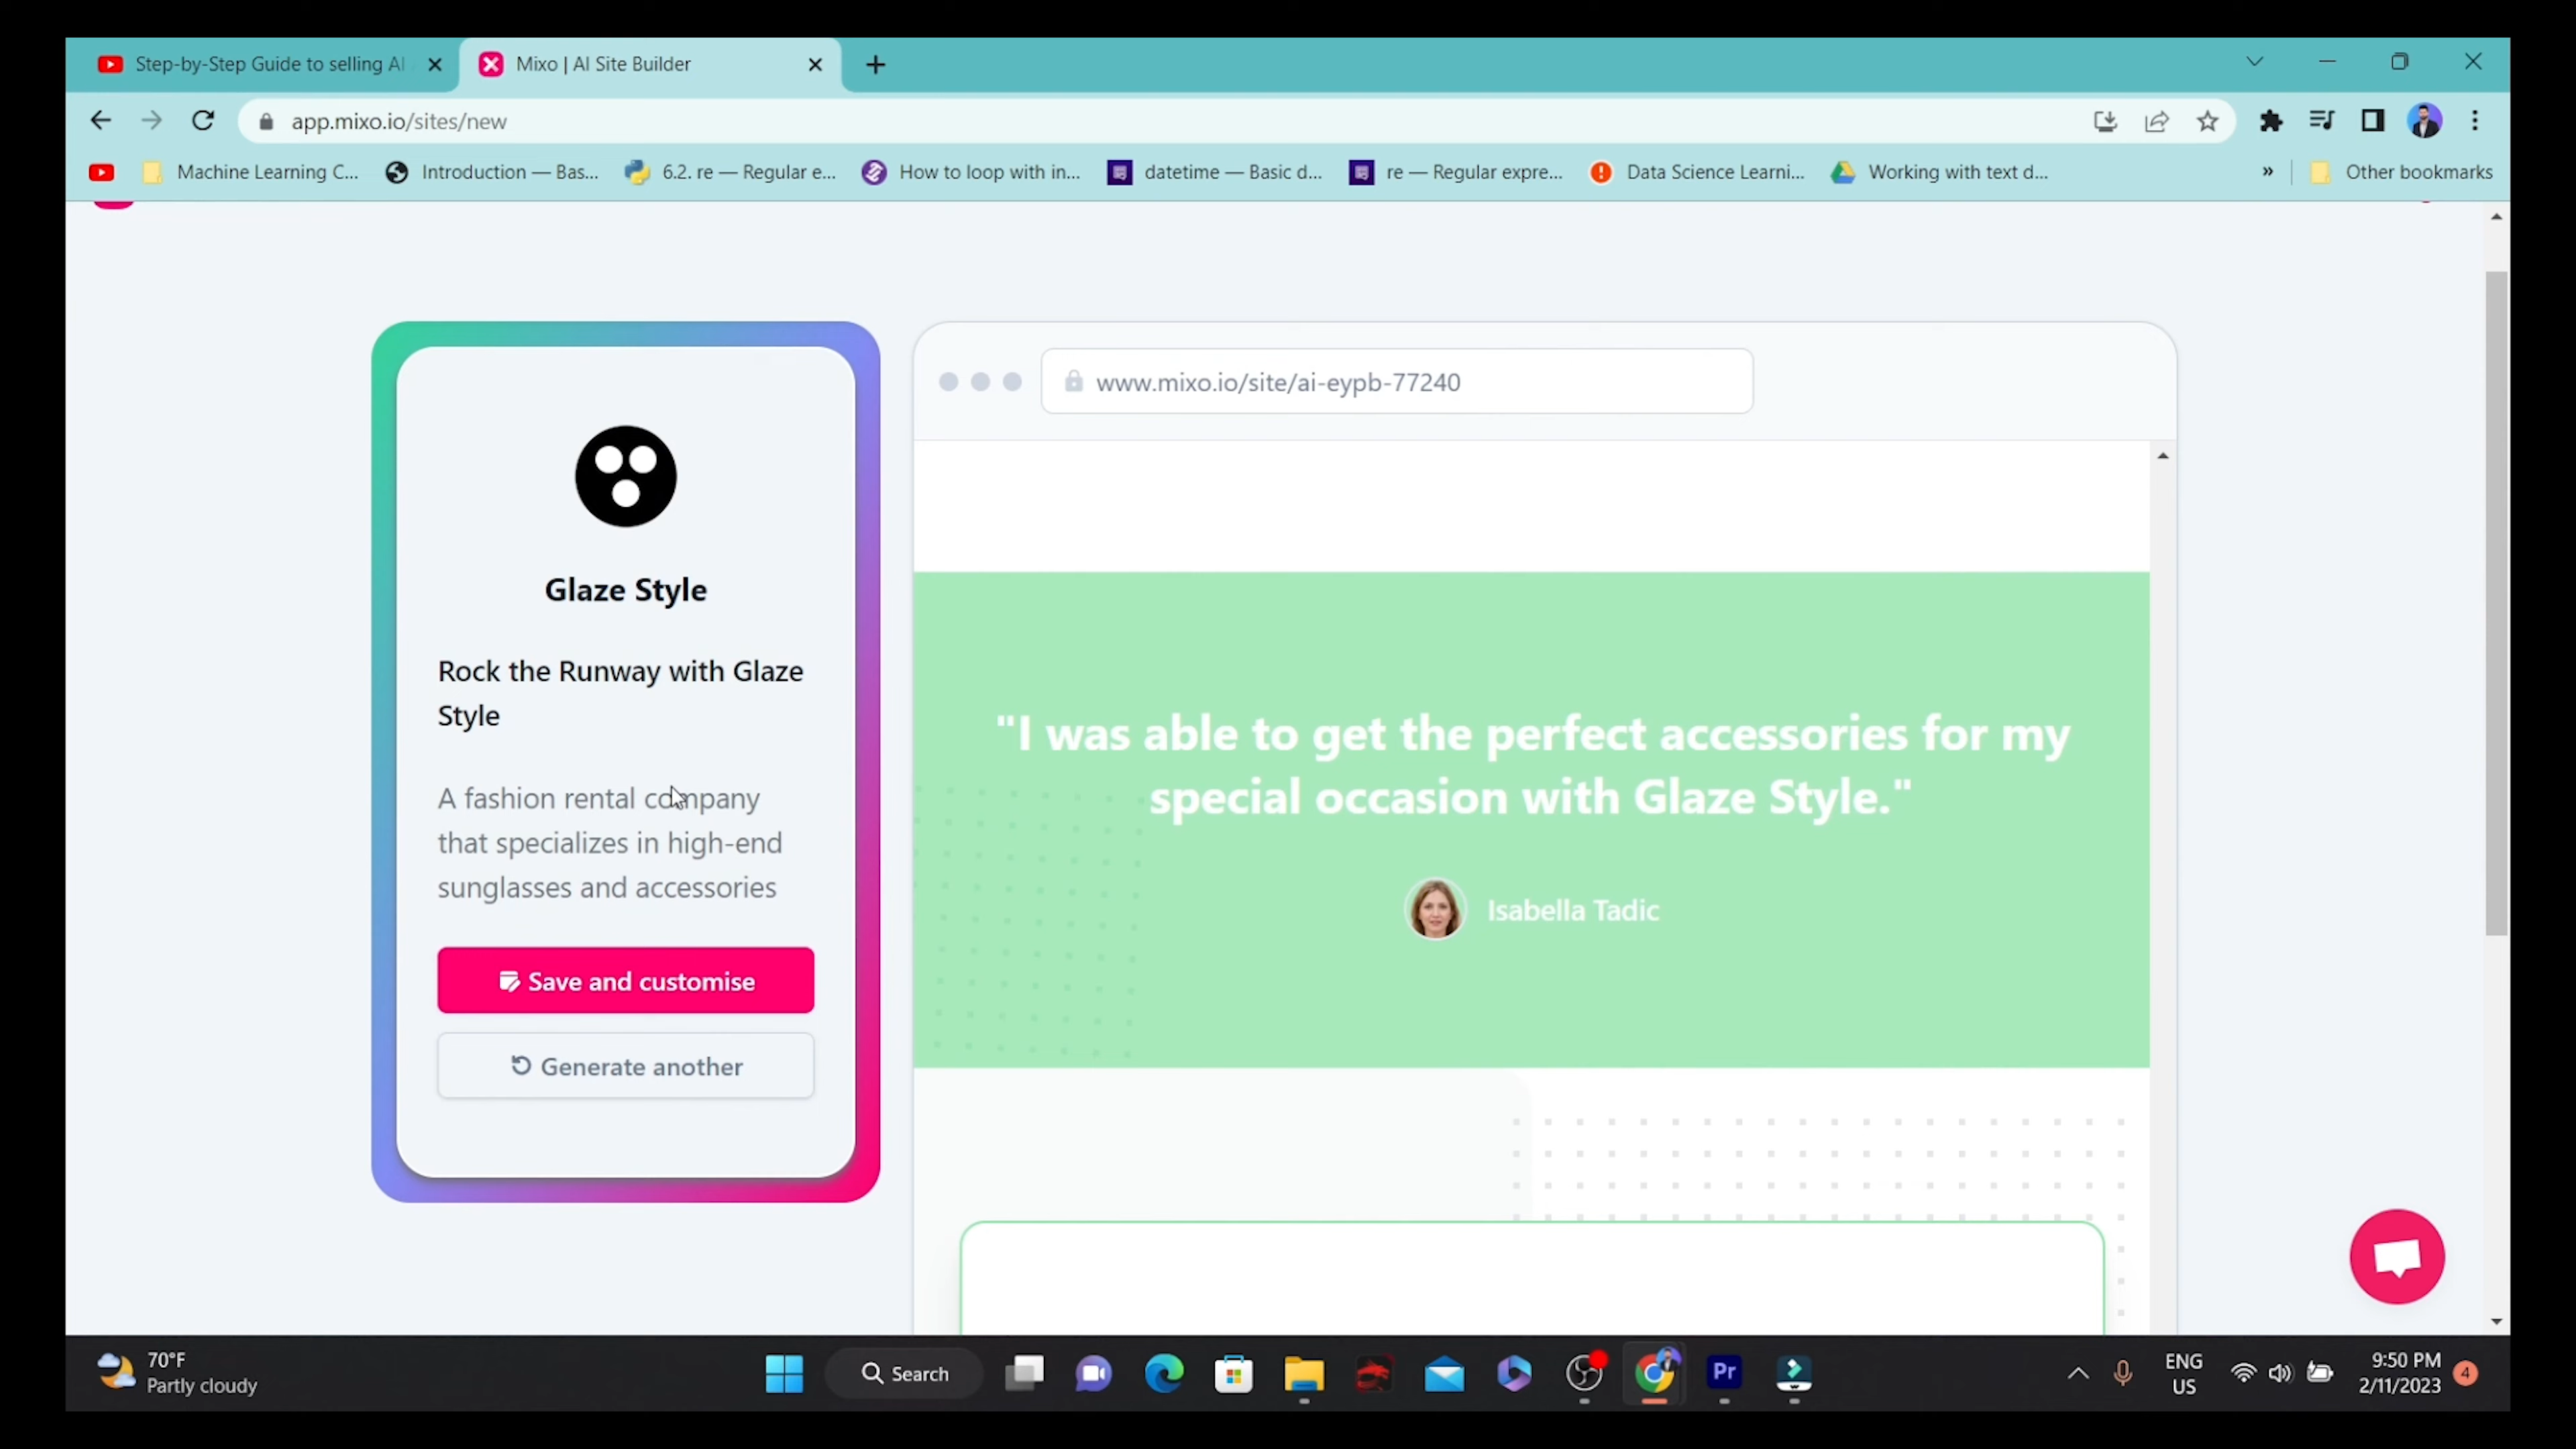 Step-by-Step Guide to selling AI
Mixo | AI Site Builder
app.mixo.io/sites/new
Machine Learning C...
Introduction — Bas...
6.2. re — Regular e...
How to loop with in...
datetime — Basic d...
re — Regular expre...
Data Science Learni...
Working with text d...
»
Other bookmarks
www.mixo.io/site/ai-eypb-77240
Glaze Style
Rock the Runway with Glaze
Style
A fashion rental company
that specializes in high-end
sunglasses and accessories
Save and customise
Generate another
"I was able to get the perfect accessories for my
special occasion with Glaze Style."
Isabella Tadic
70°F
Partly cloudy
Search
Pr
ENG
US
9:50 PM
2/11/2023
4